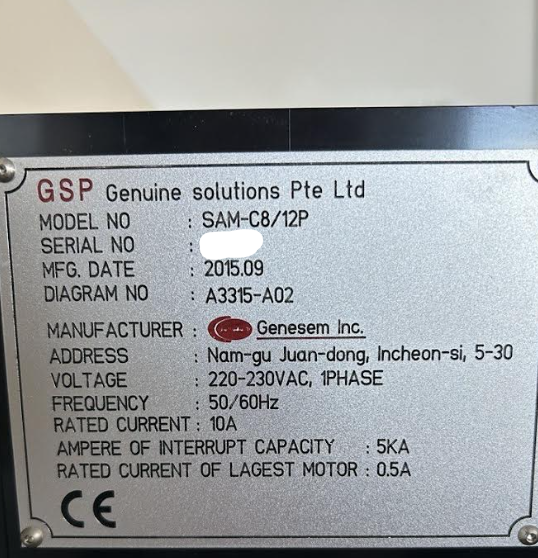 GSP Genuine solutions Pte Ltd
MODEL NO : SAM-C8/12P
SERIAL NO :
MFG. DATE : 2015.09
DIAGRAM NO : A3315-A02
MANUFACTURER : Genesem Inc.
ADDRESS : Nam-gu Juan-dong, Incheon-si, 5-30
VOLTAGE : 220-230VAC, 1PHASE
FREQUENCY : 50/60Hz
RATED CURRENT : 10A
AMPERE OF INTERRUPT CAPACITY : 5KA
RATED CURRENT OF LAGEST MOTOR : 0.5A
CE